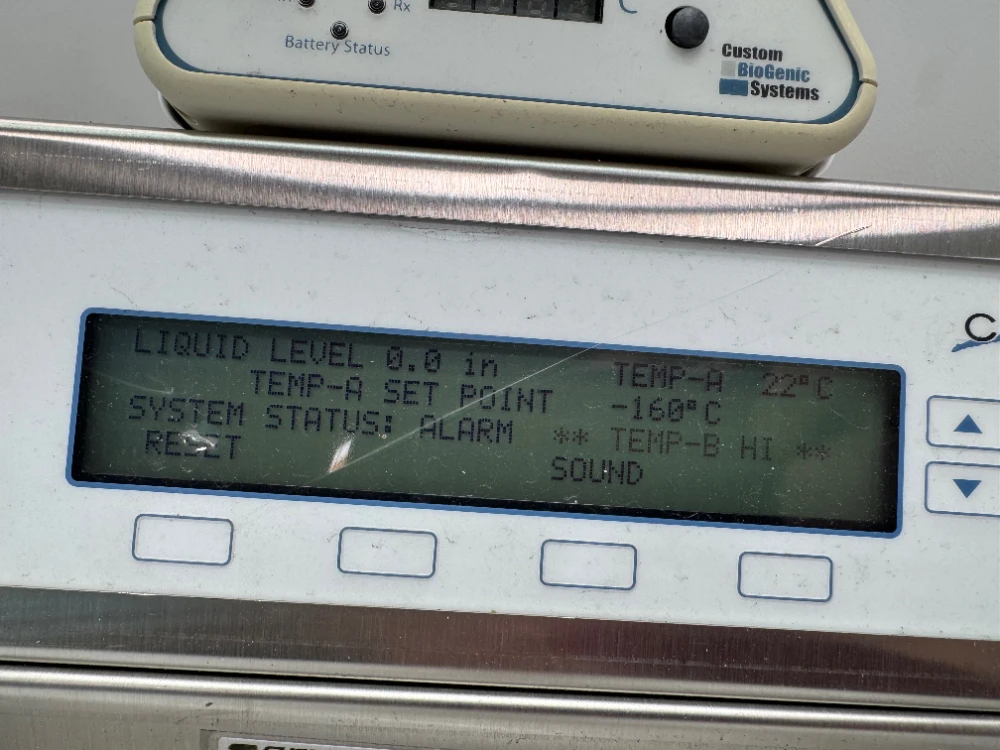 Rx
C
Battery Status
Custom
BioGenic
Systems
LIQUID LEVEL 0.0 in TEMP-A 22°C
TEMP-A SET POINT -160°C
SYSTEM STATUS: ALARM ** TEMP-B HI **
RESET SOUND
C